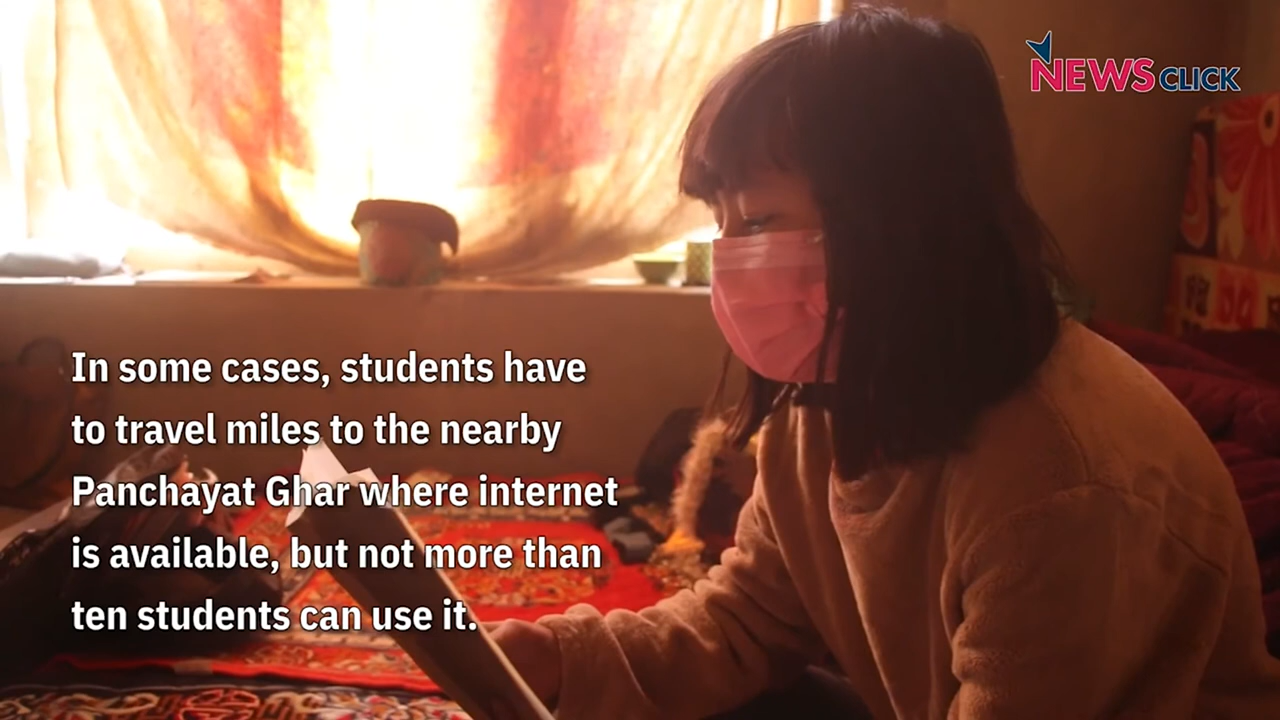 NEWSCLICK
In some cases, students have
to travel miles to the nearby
Panchayat Ghar where internet
is available, but not more than
ten students can use it.